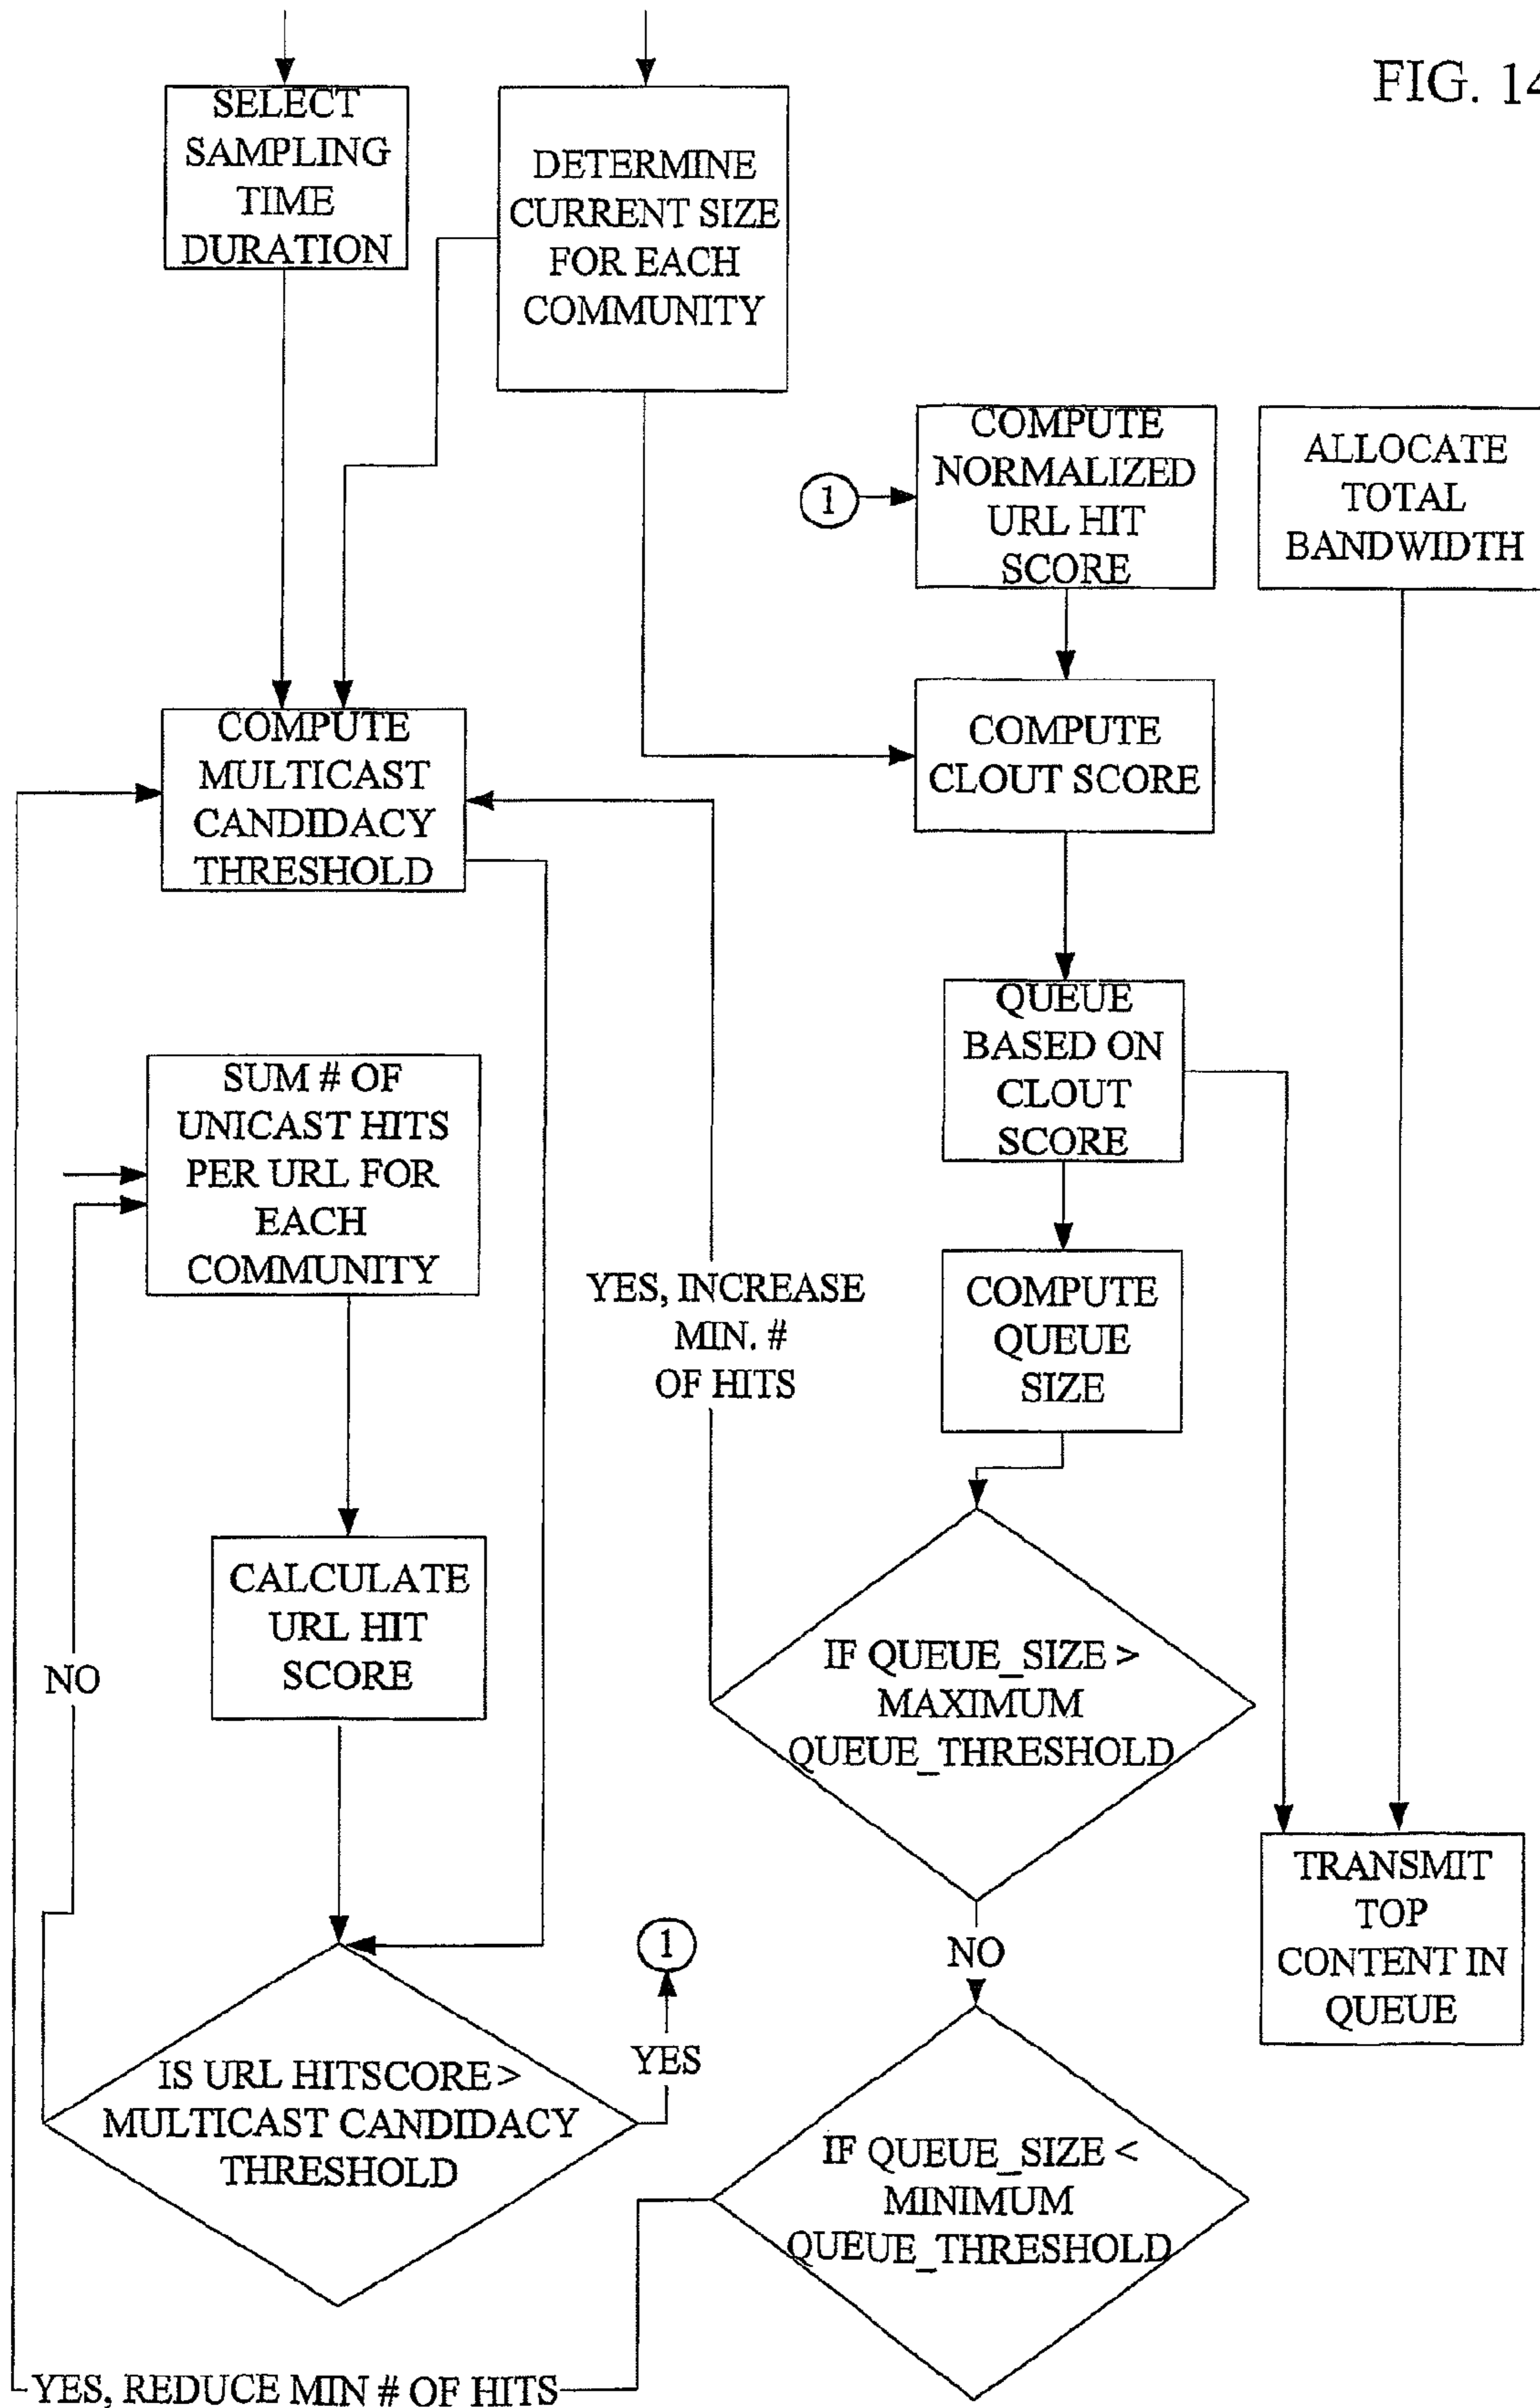 FIG. 14
SELECT
SAMPLING
TIME
DURATION
DETERMINE
CURRENT SIZE
FOR EACH
COMMUNITY
COMPUTE
NORMALIZED
URL HIT
SCORE
ALLOCATE
TOTAL
BANDWIDTH
1
COMPUTE
MULTICAST
CANDIDACY
THRESHOLD
COMPUTE
CLOUT SCORE
QUEUE
BASED ON
CLOUT
SCORE
SUM # OF
UNICAST HITS
PER URL FOR
EACH
COMMUNITY
YES, INCREASE
MIN. #
OF HITS
COMPUTE
QUEUE
SIZE
CALCULATE
URL HIT
SCORE
NO
IF QUEUE_SIZE >
MAXIMUM
QUEUE_THRESHOLD
TRANSMIT
TOP
CONTENT IN
QUEUE
1
NO
YES
IS URL HITSCORE >
MULTICAST CANDIDACY
THRESHOLD
IF QUEUE_SIZE <
MINIMUM
QUEUE_THRESHOLD
YES, REDUCE MIN # OF HITS